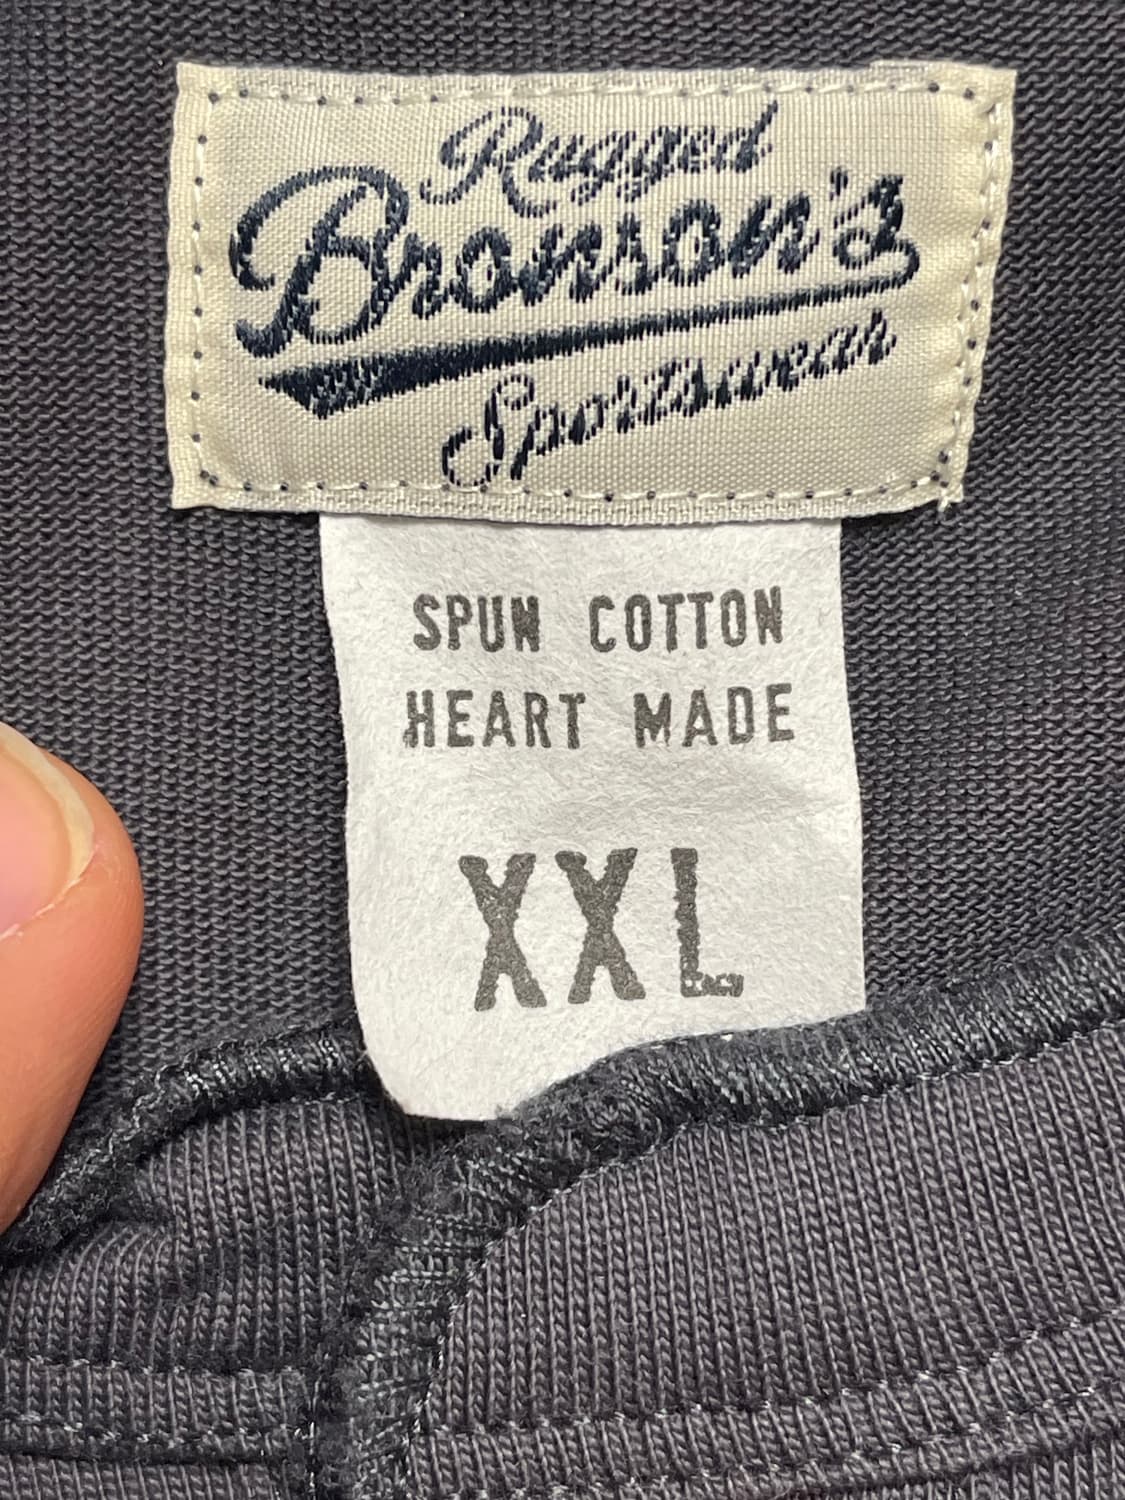 Rugged
Bronson's
Sportswear
SPUN COTTON
HEART MADE
XXL